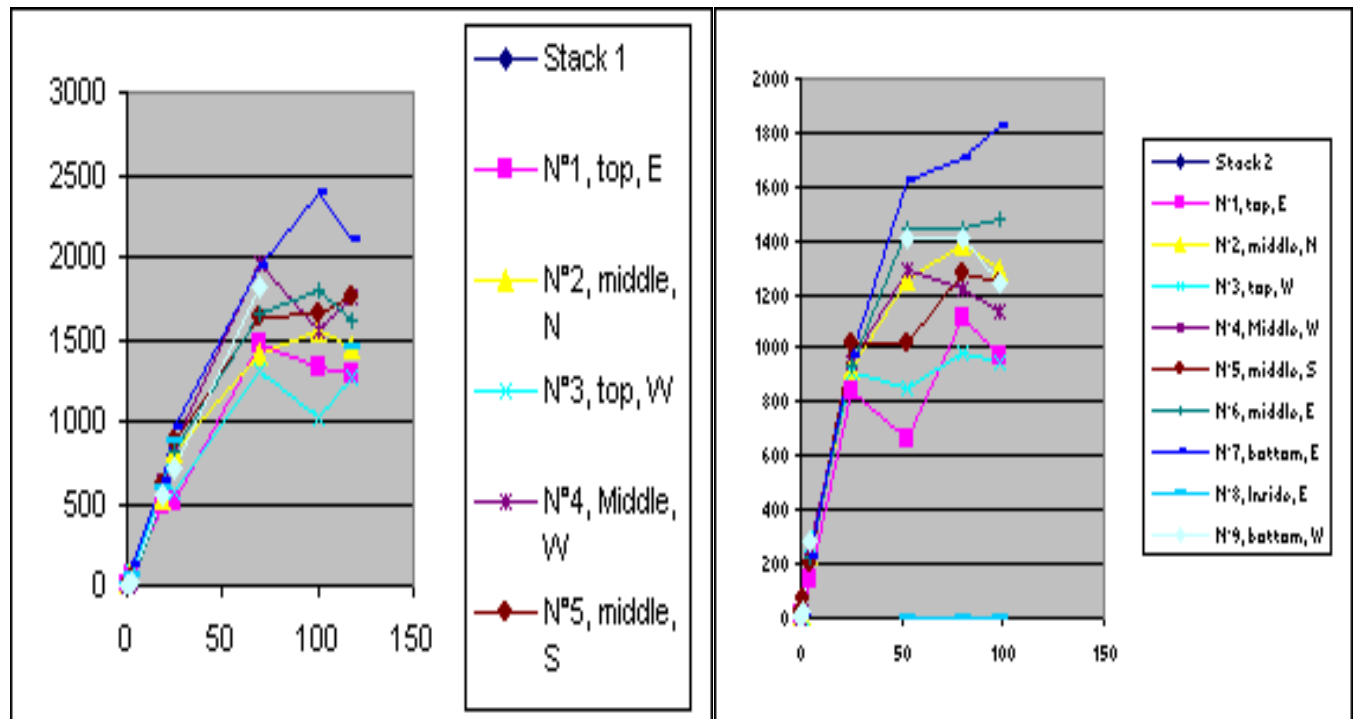 3000
2500
2000
1500
1000
500
0
0 50 100 150
Stack 1
N°1, top, E
N°2, middle,
N
N°3, top, W
N°4, Middle,
W
N°5, middle,
S
2000
1800
1600
1400
1200
1000
800
600
400
200
0
0 50 100 150
Stack 2
N°1, top, E
N°2, middle, N
N°3, top, W
N°4, Middle, W
N°5, middle, S
N°6, middle, E
N°7, bottom, E
N°8, Inside, E
N°9, bottom, W